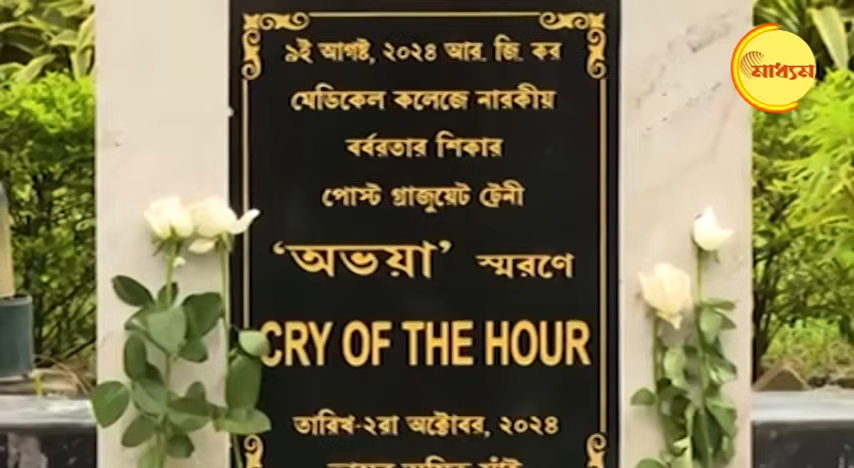 ৯ই আগষ্ট, ২০২৪ আর. জি. কর
মেডিকেল কলেজে নারকীয়
বর্বরতার শিকার
পোস্ট গ্রাজুয়েট ট্রেনী
‘অভয়া’ স্মরণে
CRY OF THE HOUR
তারিখ-২রা অক্টোবর, ২০২৪
মাধ্যম